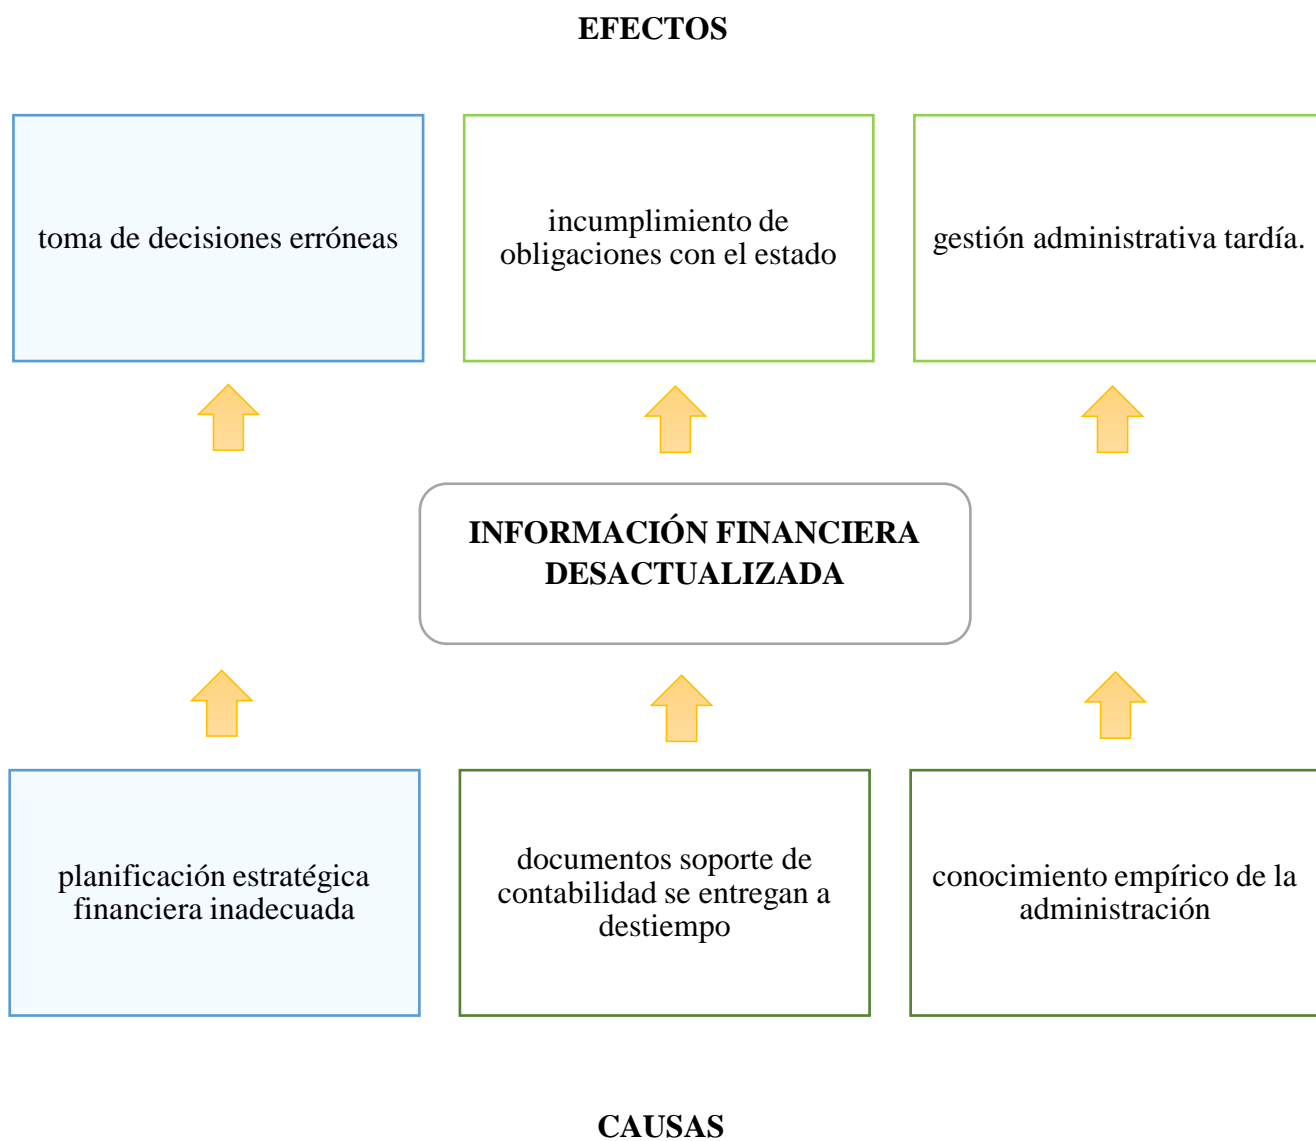 EFECTOS
toma de decisiones erróneas
incumplimiento de
obligaciones con el estado
gestión administrativa tardía.
INFORMACIÓN FINANCIERA
DESACTUALIZADA
planificación estratégica
financiera inadecuada
documentos soporte de
contabilidad se entregan a
destiempo
conocimiento empírico de la
administración
CAUSAS